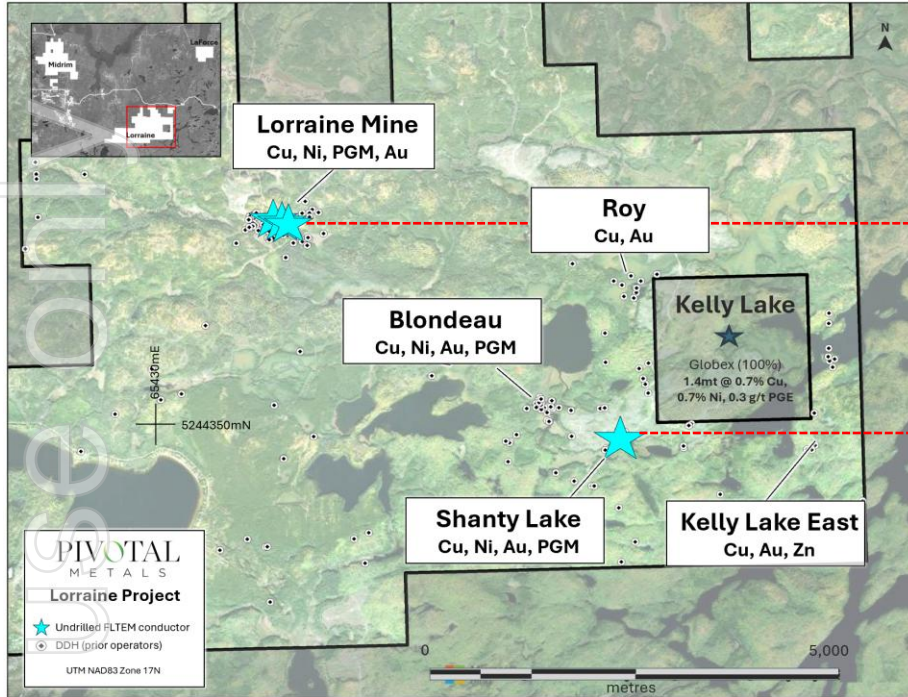 LaForce
Midrim
Lorraine
N
Lorraine Mine
Cu, Ni, PGM, Au
Roy
Cu, Au
Kelly Lake
Globex (100%)
1.4mt @ 0.7% Cu,
0.7% Ni, 0.3 g/t PGE
Blondeau
Cu, Ni, Au, PGM
65430mE
5244350mN
Shanty Lake
Cu, Ni, Au, PGM
Kelly Lake East
Cu, Au, Zn
PIVOTAL
METALS
Lorraine Project
Undrilled FLTEM conductor
DDH (prior operators)
UTM NAD83 Zone 17N
0
5,000
metres
use onl